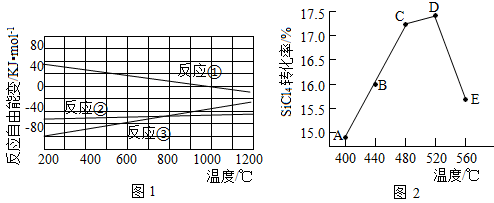 反应自由能变/KJ•mol-1
80
40
0
-40
-80
反应①
反应②
反应③
200 400 600 800 1000 1200
温度/℃
图1
SiCl4转化率/%
17.5
17.0
16.5
16.0
15.5
15.0
A
B
C
D
E
400 440 480 520 560
温度/℃
图2